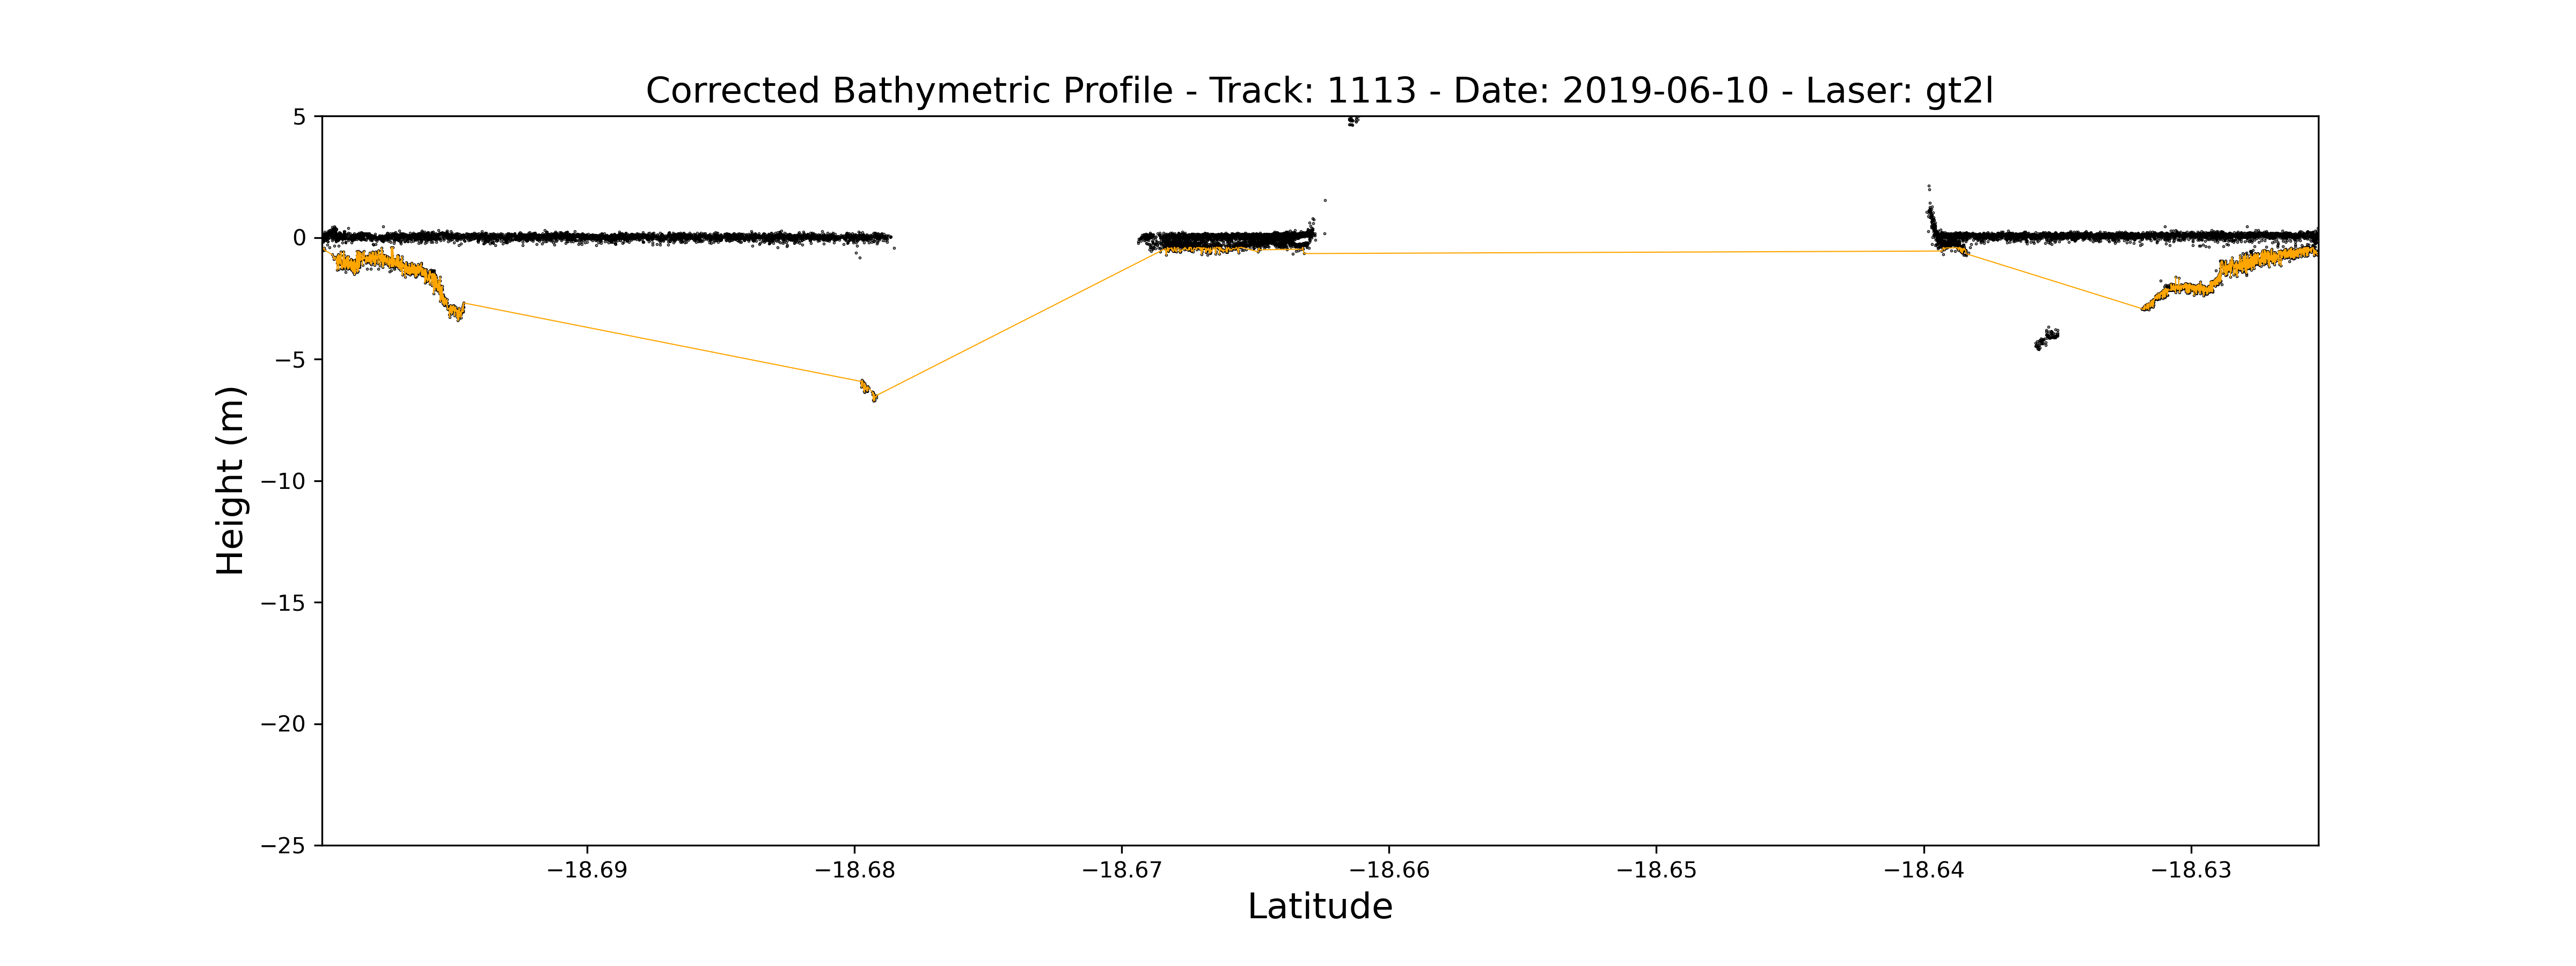 Corrected Bathymetric Profile - Track: 1113 - Date: 2019-06-10 - Laser: gt2l
5
0
−5
−10
−15
−20
−25
Height (m)
−18.69 −18.68 −18.67 −18.66 −18.65 −18.64 −18.63
Latitude